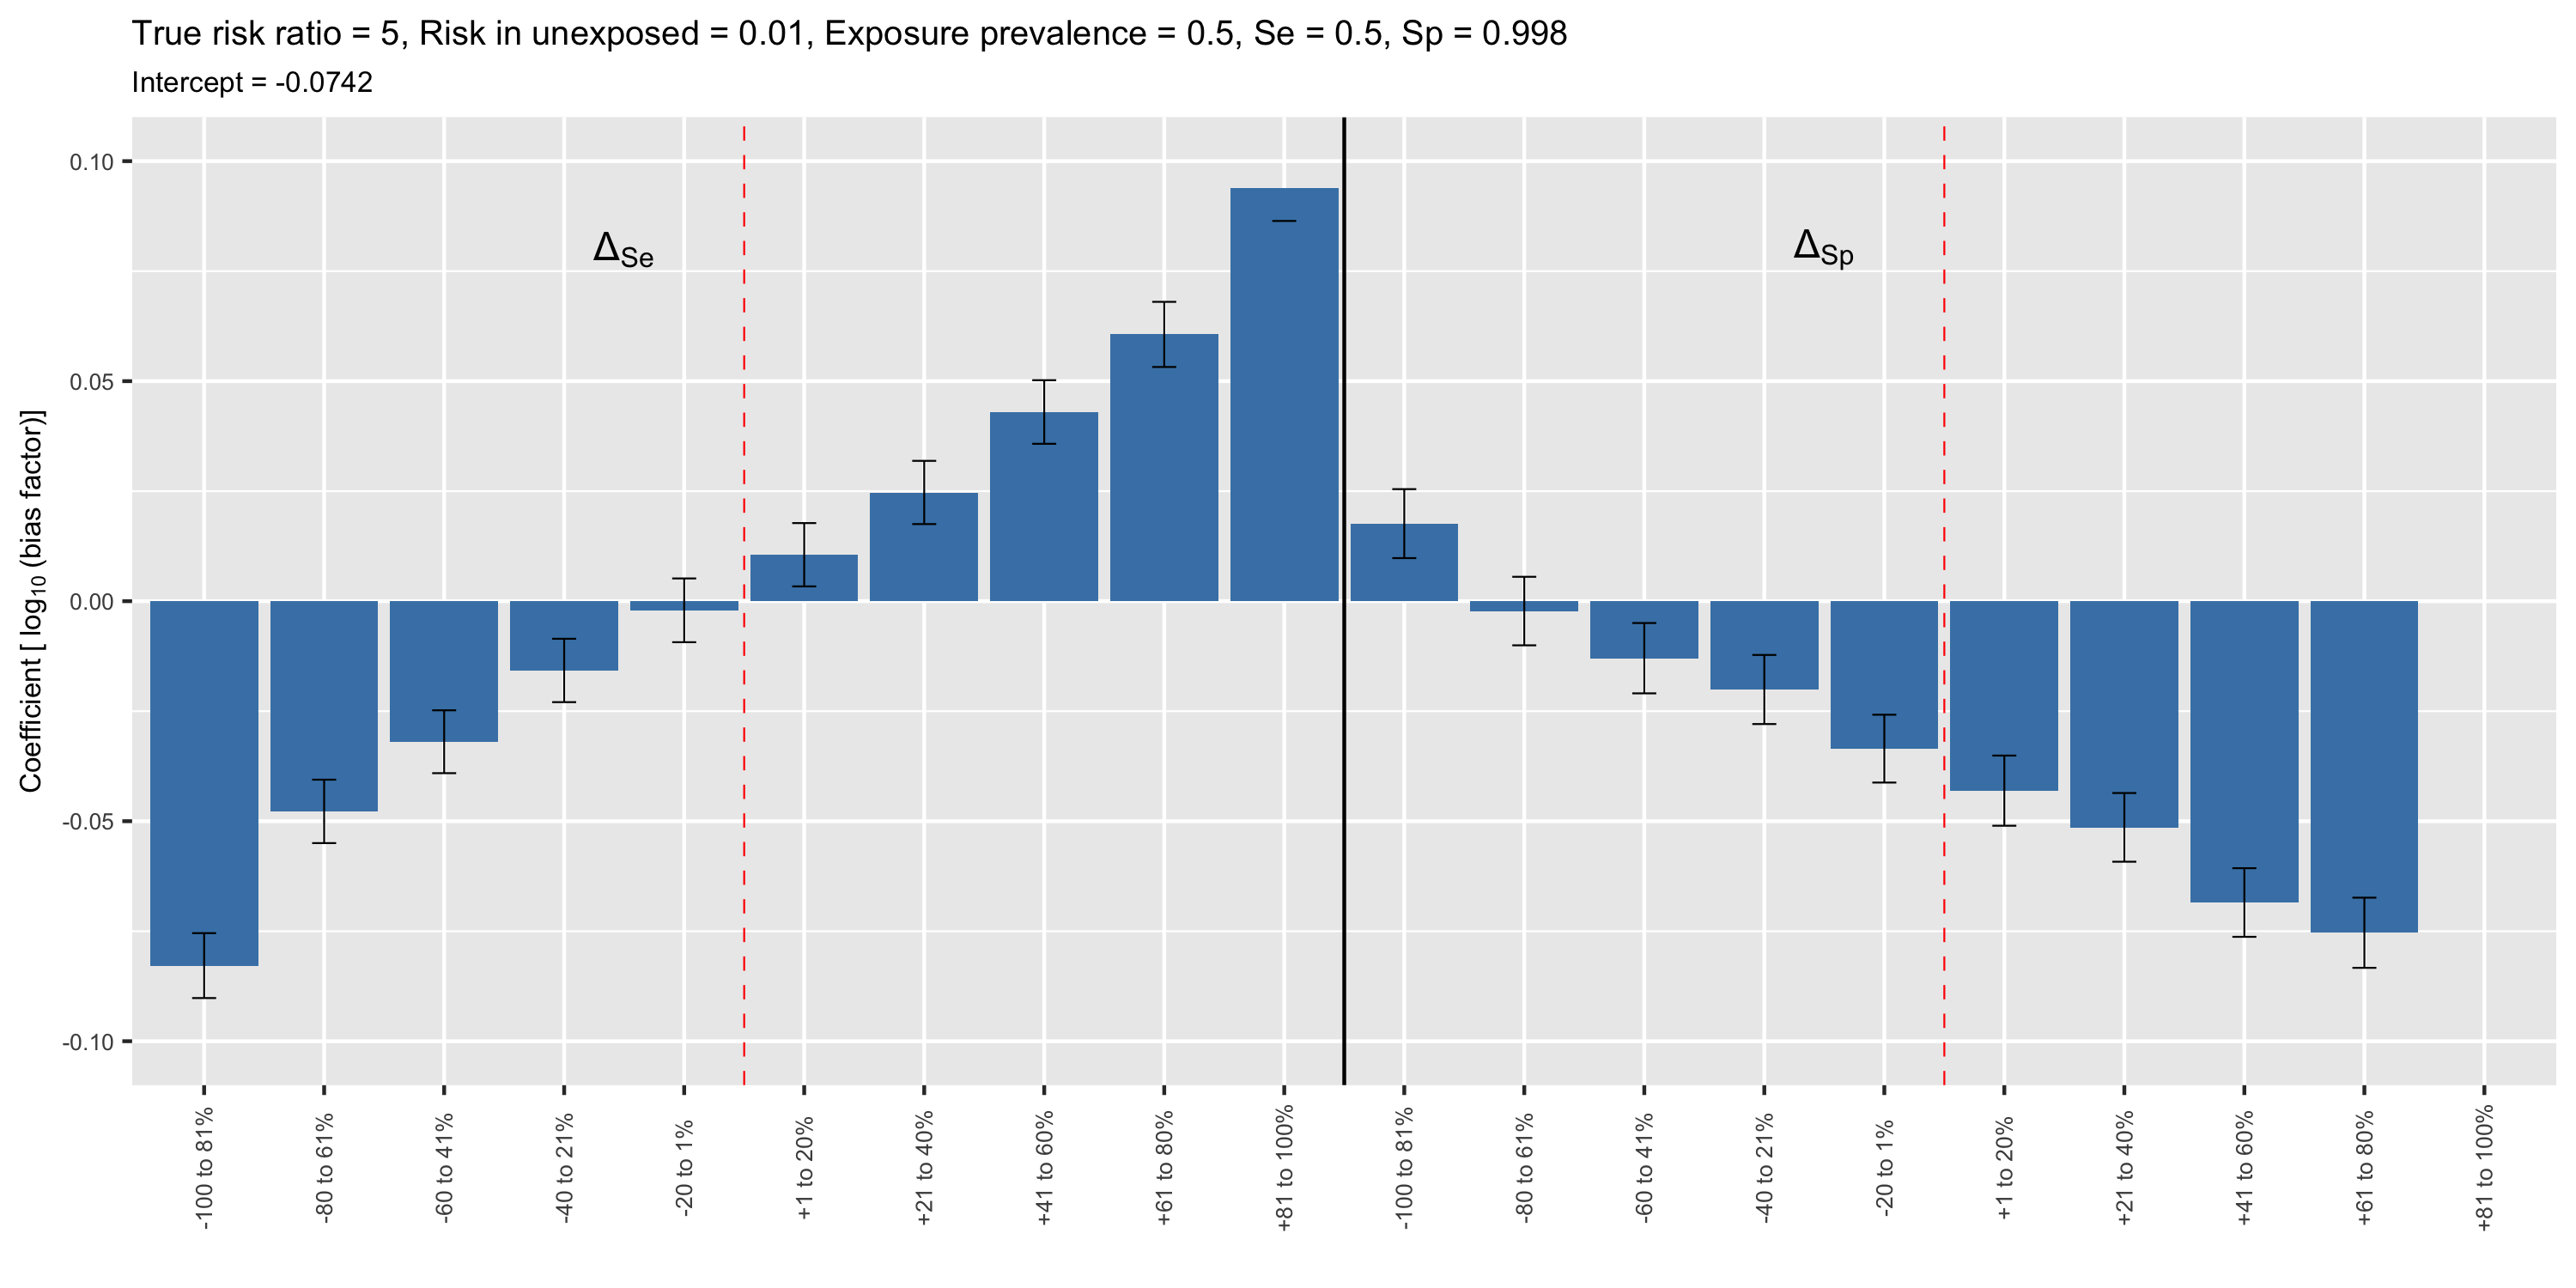 True risk ratio = 5, Risk in unexposed = 0.01, Exposure prevalence = 0.5, Se = 0.5, Sp = 0.998
Intercept = -0.0742
Coefficient [ log10 (bias factor)]
0.10
0.05
0.00
-0.05
-0.10
ΔSe
ΔSp
-100 to 81%
-80 to 61%
-60 to 41%
-40 to 21%
-20 to 1%
+1 to 20%
+21 to 40%
+41 to 60%
+61 to 80%
+81 to 100%
-100 to 81%
-80 to 61%
-60 to 41%
-40 to 21%
-20 to 1%
+1 to 20%
+21 to 40%
+41 to 60%
+61 to 80%
+81 to 100%